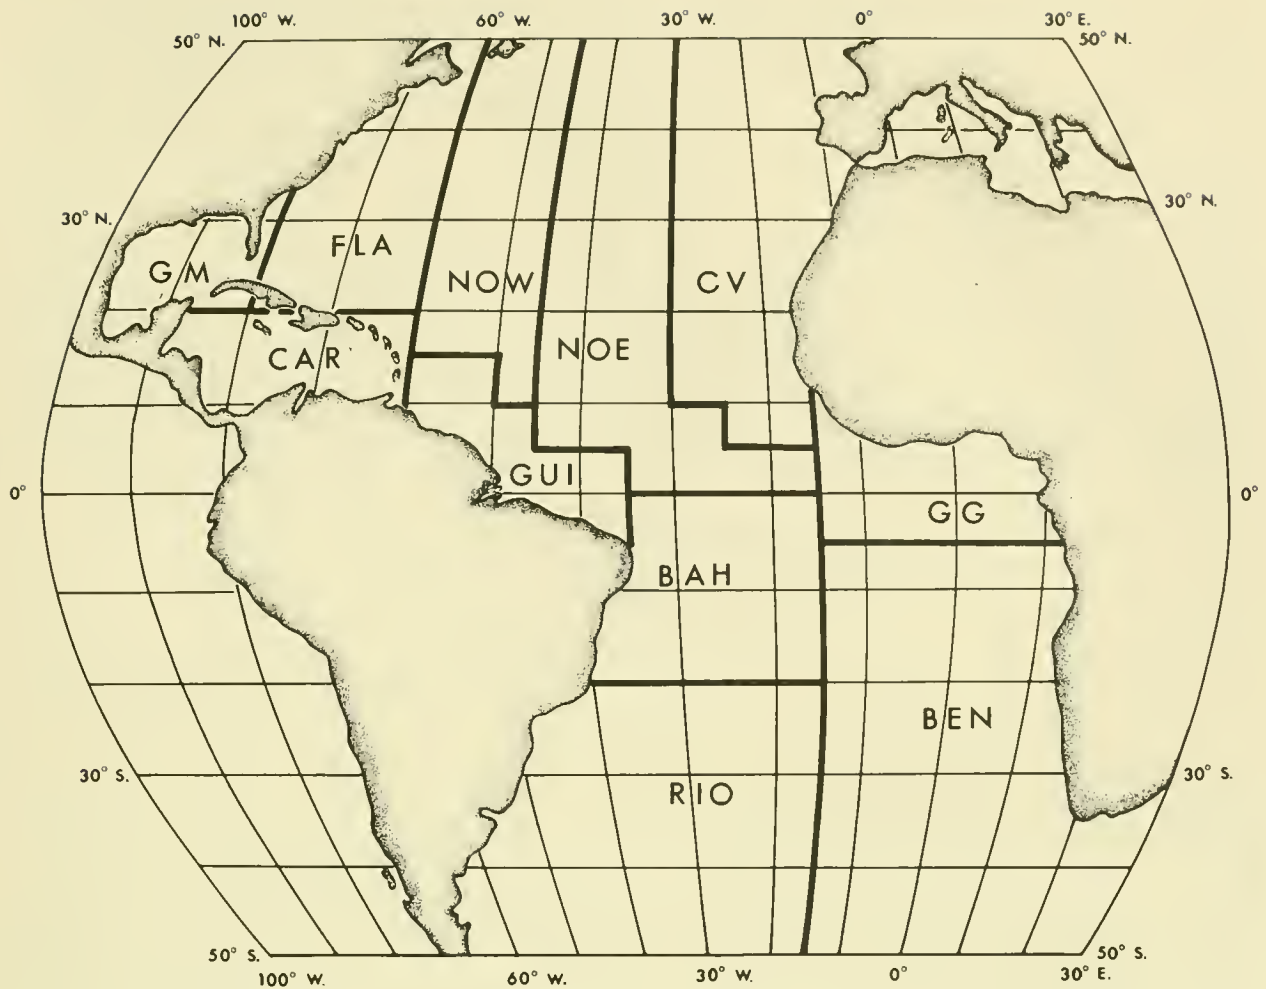 100° W. 60° W. 30° W. 0° 30° E.
50° N. 50° N.
30° N. 30° N.
FLA
GM NOW CV
NOE
CAR
GUI
0° 0°
GG
BAH
BEN
30° S. 30° S.
RIO
50° S. 50° S.
100° W. 60° W. 30° W. 0° 30° E.